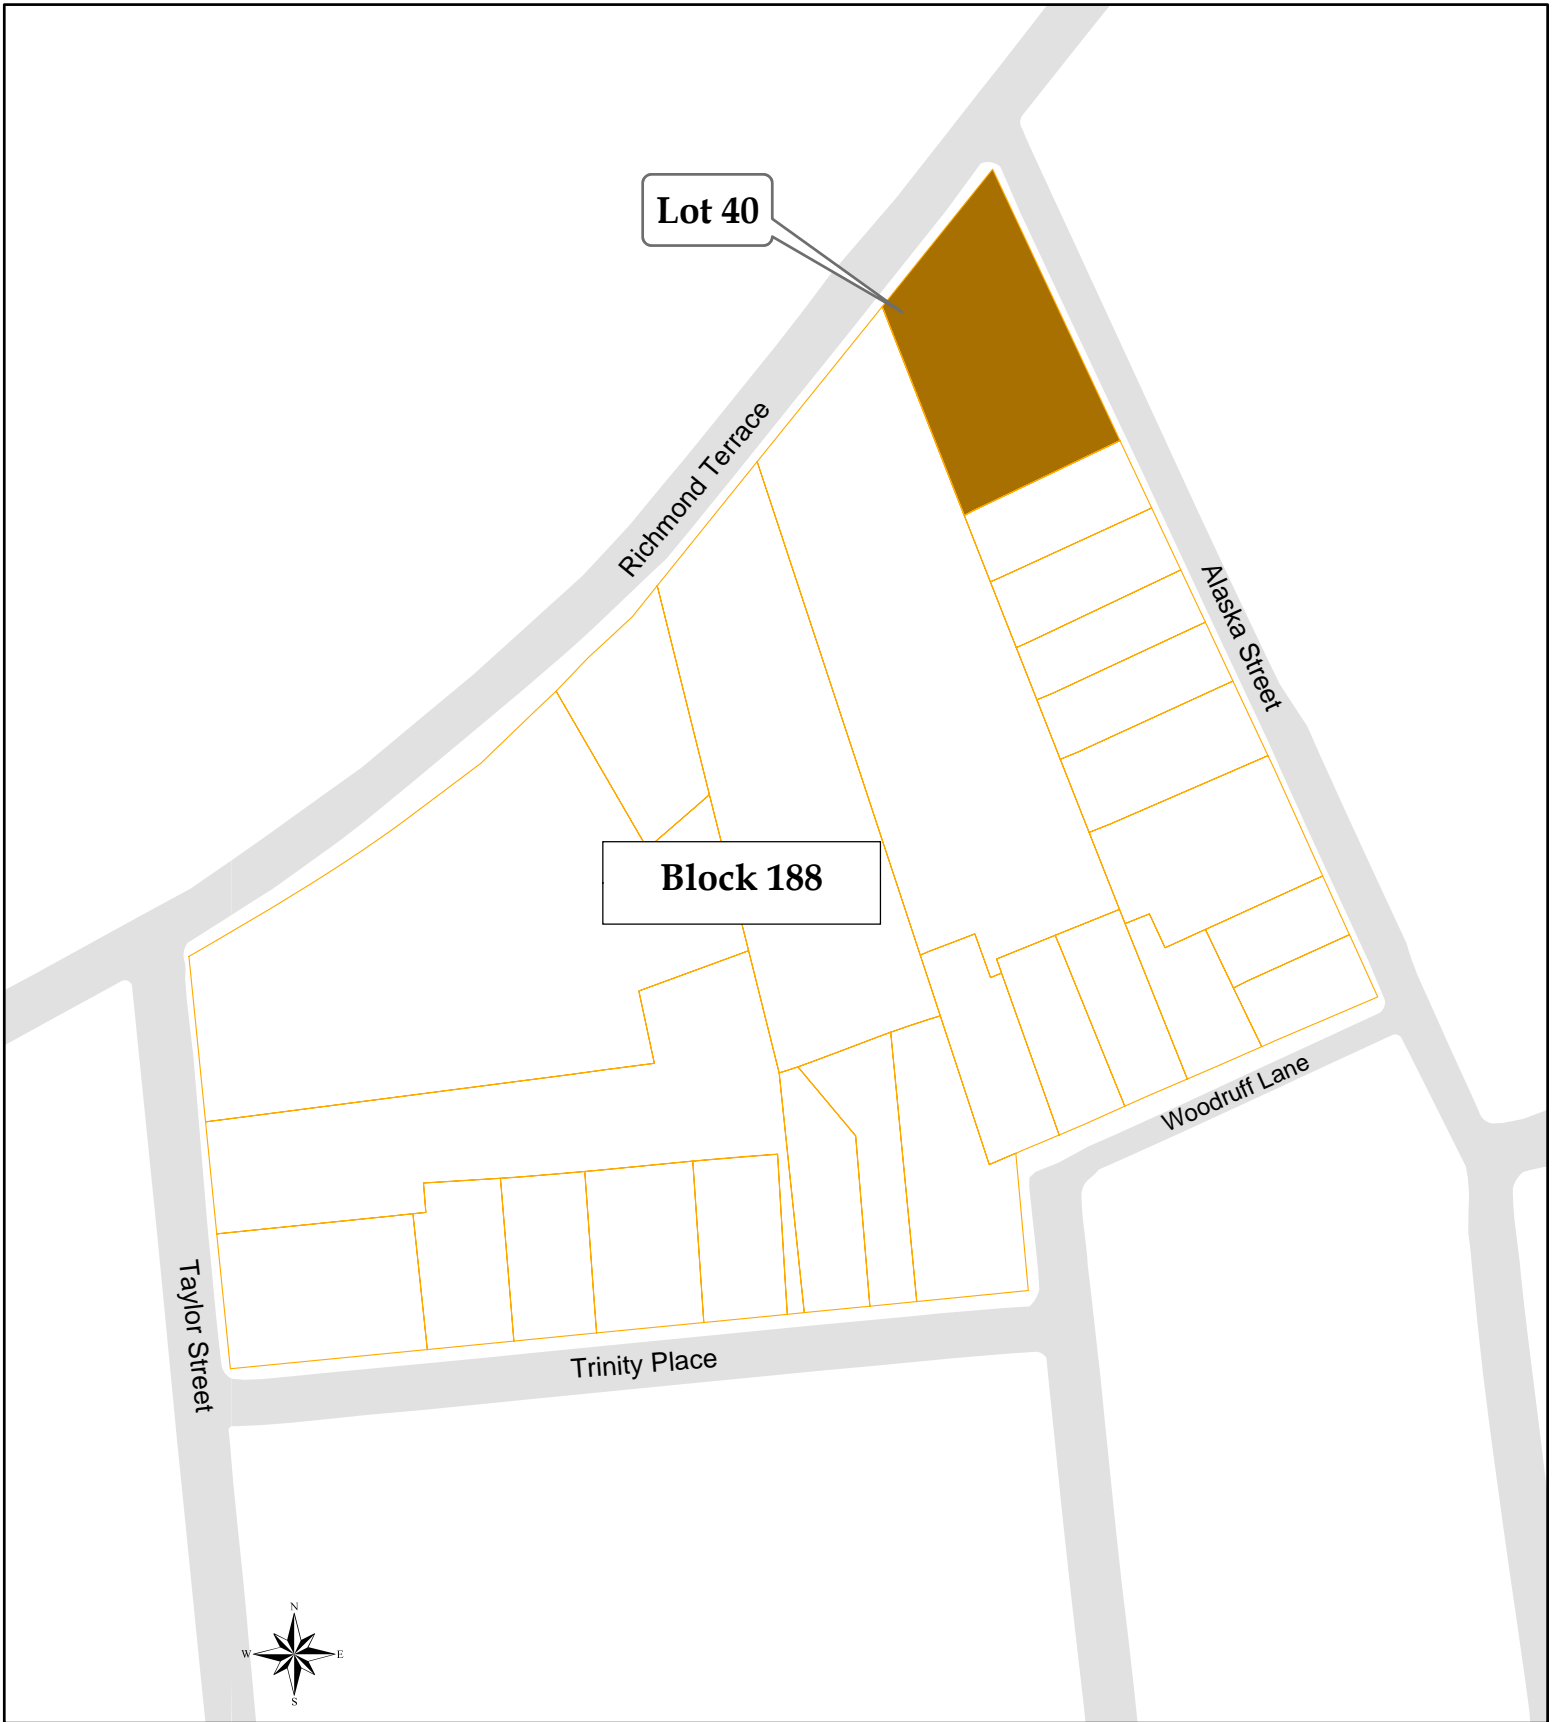 Lot 40
Richmond Terrace
Alaska Street
Block 188
Woodruff Lane
Taylor Street
Trinity Place
N
W
E
S